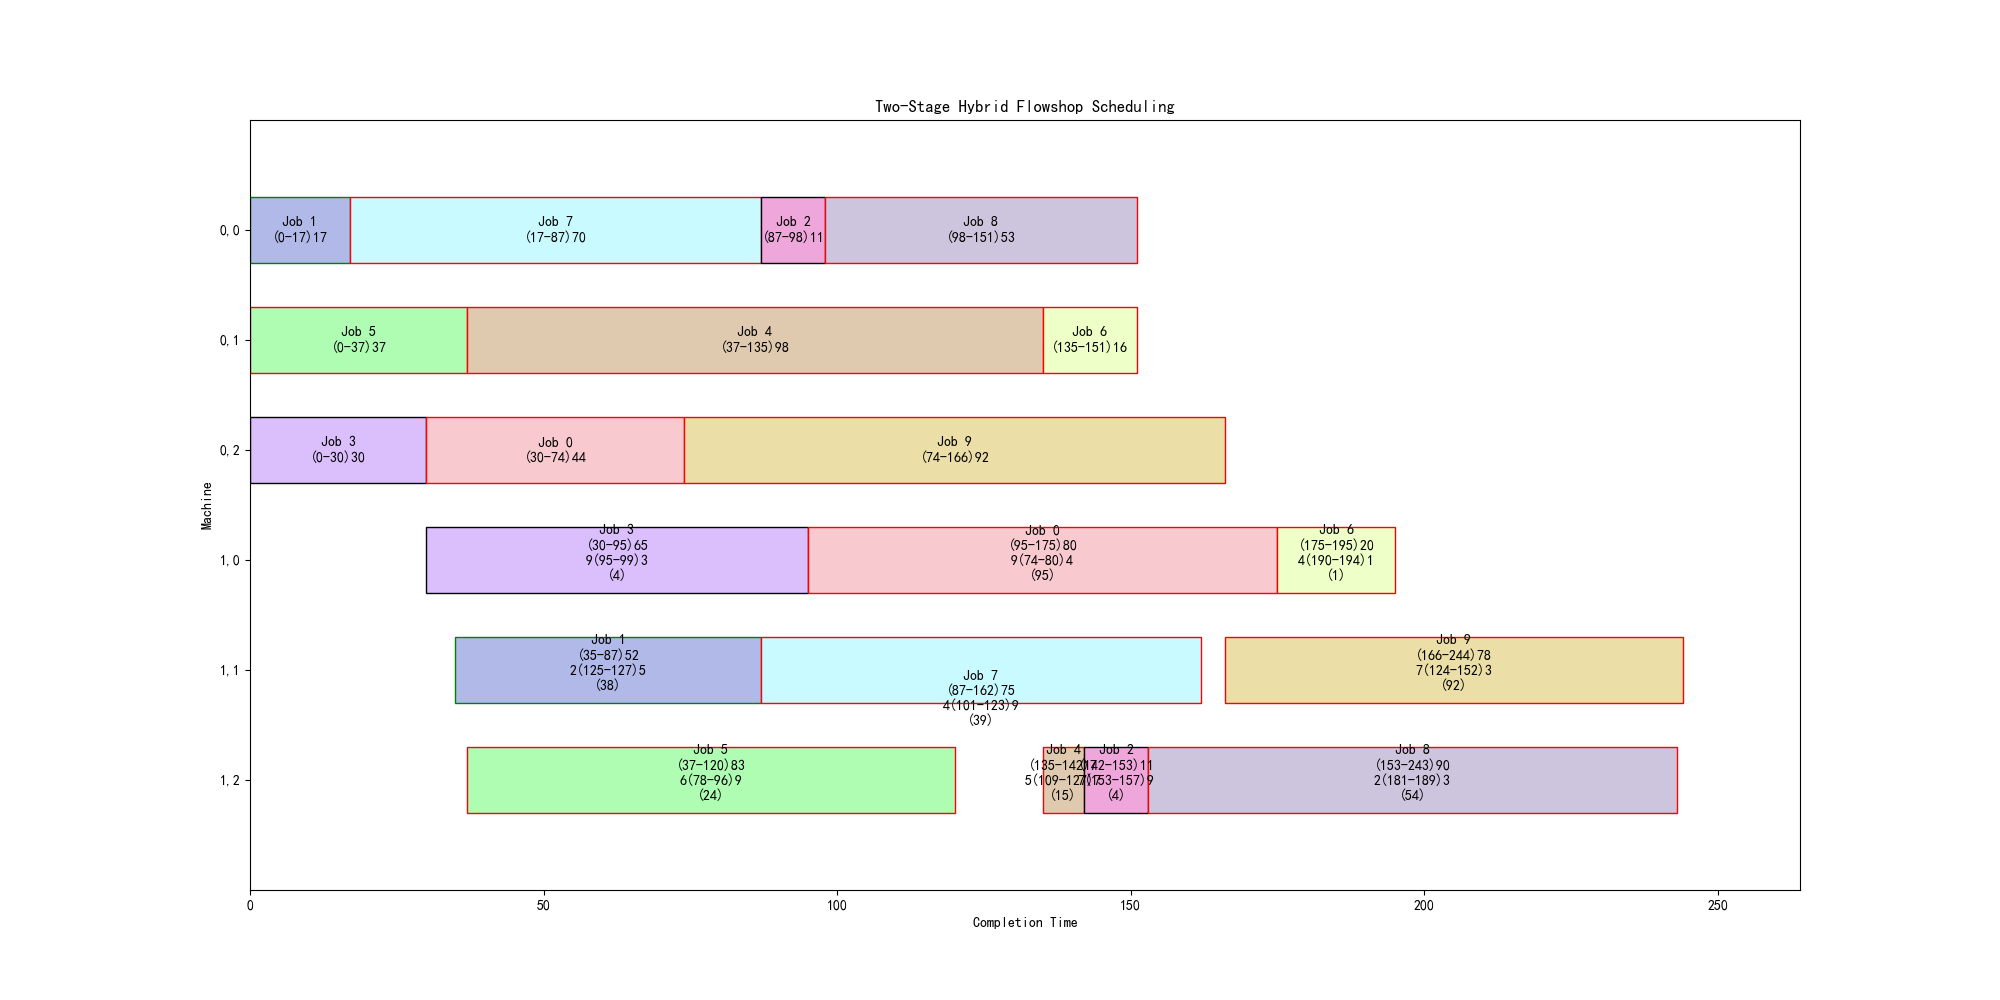 Two-Stage Hybrid Flowshop Scheduling
0,0
Job 1
(0-17)17
Job 7
(17-87)70
Job 2
(87-98)11
Job 8
(98-151)53
0,1
Job 5
(0-37)37
Job 4
(37-135)98
Job 6
(135-151)16
0,2
Job 3
(0-30)30
Job 0
(30-74)44
Job 9
(74-166)92
Machine
1,0
Job 3
(30-95)65
9(95-99)3
(4)
Job 0
(95-175)80
9(74-80)4
(95)
Job 6
(175-195)20
4(190-194)1
(1)
1,1
Job 1
(35-87)52
2(125-127)5
(38)
Job 7
(87-162)75
4(101-123)9
(39)
Job 9
(166-244)78
7(124-152)3
(92)
1,2
Job 5
(37-120)83
6(78-96)9
(24)
Job 4
(135-142)7
(15)
Job 2
(142-153)11
7(153-157)9
(4)
Job 8
(153-243)90
2(181-189)3
(54)
0
50
100
150
200
250
Completion Time